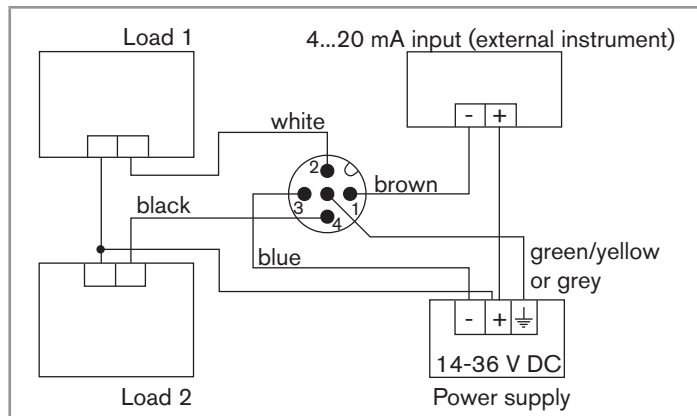 Load 1
4...20 mA input (external instrument)
- +
white
2
brown
3
1
black
4
blue
green/yellow
or grey
- +
14-36 V DC
Load 2
Power supply